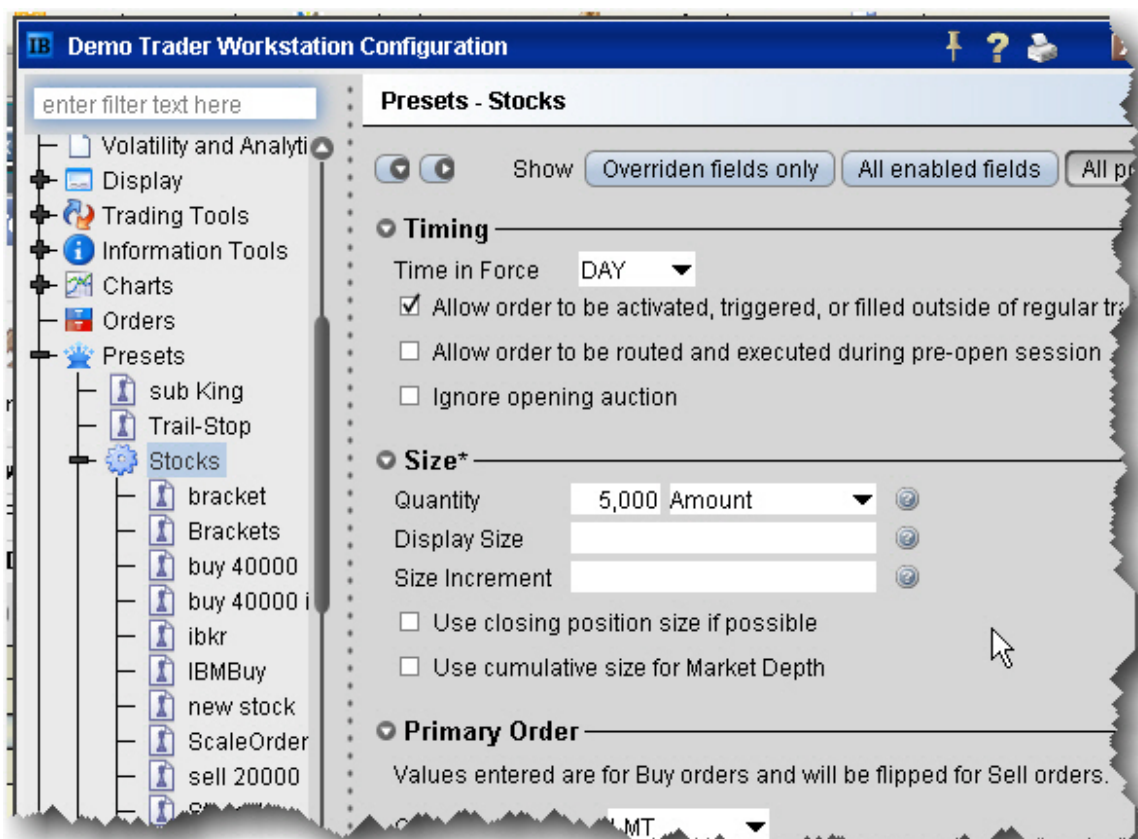 IB Demo Trader Workstation Configuration
enter filter text here
Volatility and Analyti
Display
Trading Tools
Information Tools
Charts
Orders
Presets
sub King
Trail-Stop
Stocks
bracket
Brackets
buy 40000
buy 40000 i
ibkr
IBMBuy
new stock
ScaleOrder
sell 20000
Presets - Stocks
Show Overriden fields only All enabled fields All
Timing
Time in Force DAY
Allow order to be activated, triggered, or filled outside of regular
Allow order to be routed and executed during pre-open session
Ignore opening auction
Size*
Quantity 5,000 Amount
Display Size
Size Increment
Use closing position size if possible
Use cumulative size for Market Depth
Primary Order
Values entered are for Buy orders and will be flipped for Sell orders.